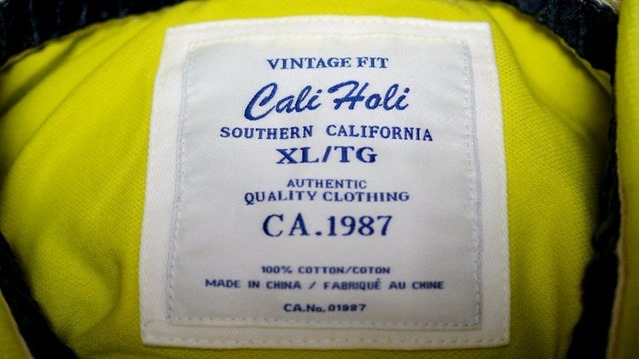 VINTAGE FIT
Cali Holi
SOUTHERN CALIFORNIA
XL/TG
AUTHENTIC
QUALITY CLOTHING
CA.1987
100% COTTON/COTON
MADE IN CHINA / FABRIQUÉ AU CHINE
CA.No.01987